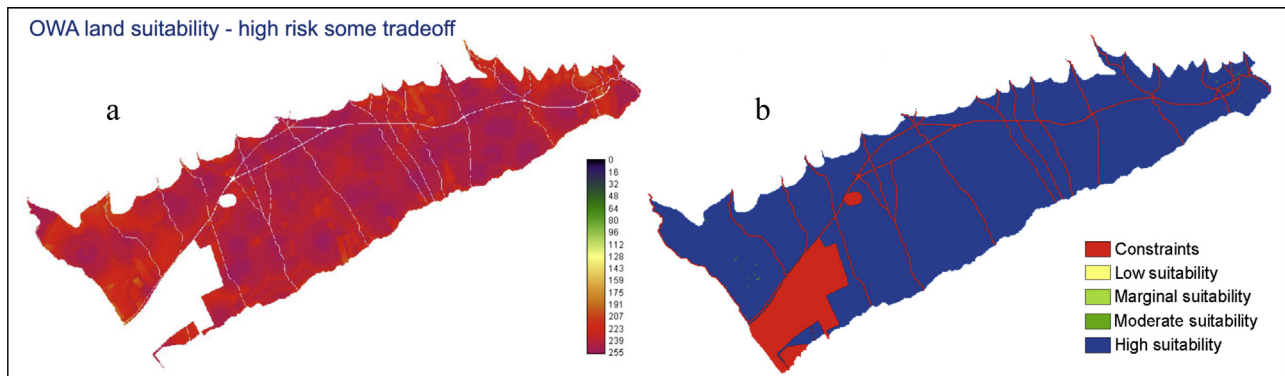 OWA land suitability - high risk some tradeoff
a
b
0
16
32
48
64
80
96
112
128
143
159
175
191
207
223
239
255
Constraints
Low suitability
Marginal suitability
Moderate suitability
High suitability